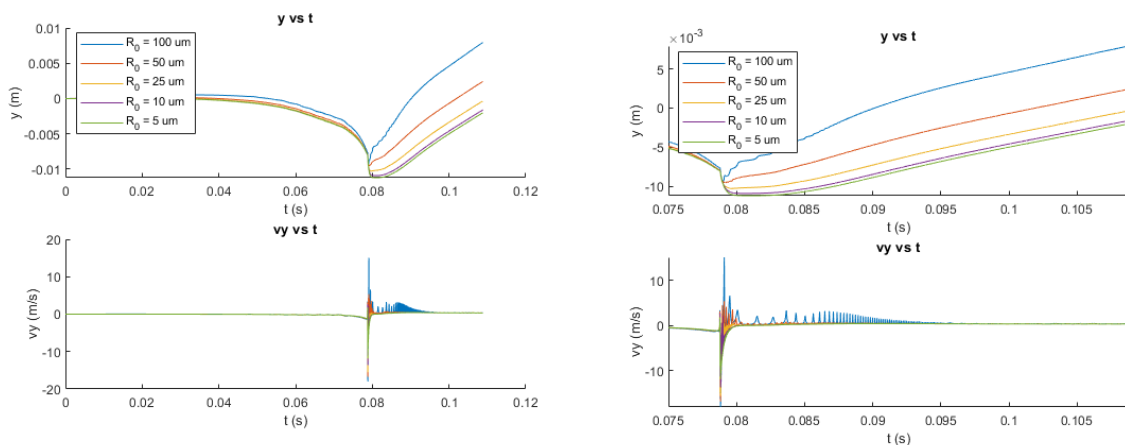 y vs t
0.01
0.005
0
-0.005
-0.01
y (m)
R0 = 100 um
R0 = 50 um
R0 = 25 um
R0 = 10 um
R0 = 5 um
0 0.02 0.04 0.06 0.08 0.1 0.12
t (s)
vy vs t
20
10
0
-10
-20
vy (m/s)
0 0.02 0.04 0.06 0.08 0.1 0.12
t (s)
y vs t
× 10-3
5
0
-5
-10
y (m)
R0 = 100 um
R0 = 50 um
R0 = 25 um
R0 = 10 um
R0 = 5 um
0.075 0.08 0.085 0.09 0.095 0.1 0.105
t (s)
vy vs t
10
0
-10
vy (m/s)
0.075 0.08 0.085 0.09 0.095 0.1 0.105
t (s)